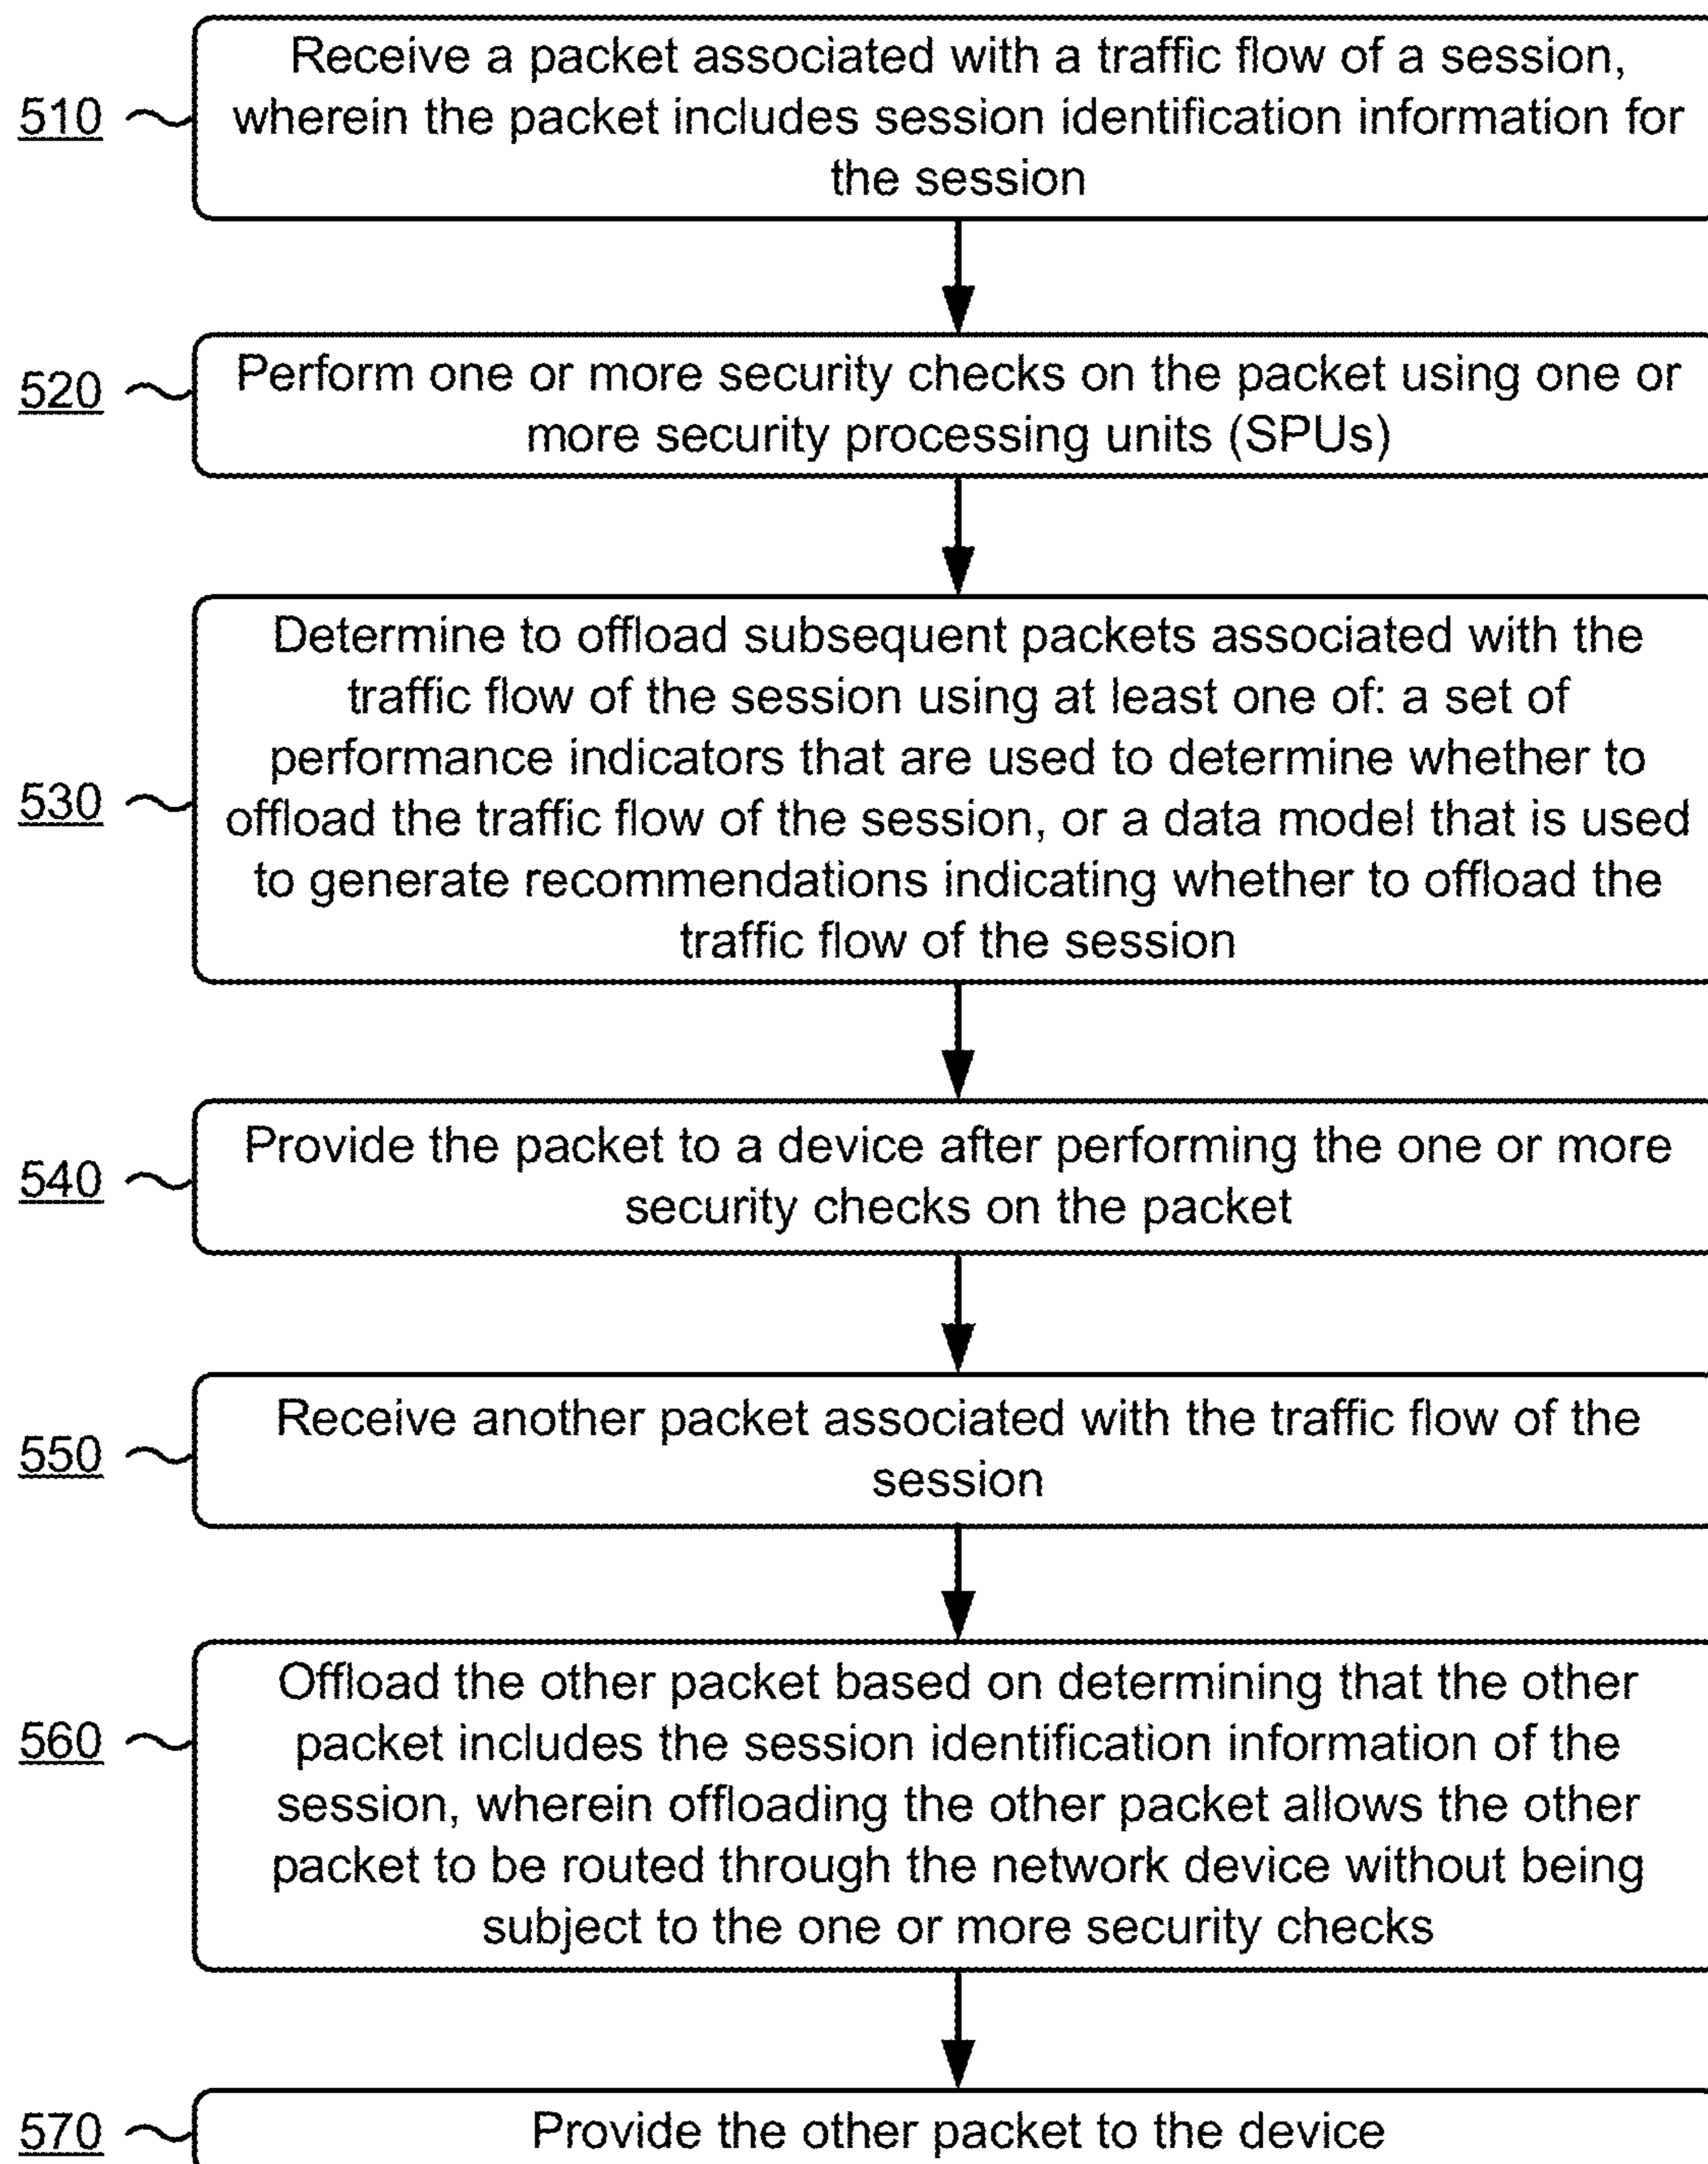 Receive a packet associated with a traffic flow of a session,
510
wherein the packet includes session identification information for
the session
Perform one or more security checks on the packet using one or
520
more security processing units (SPUs)
Determine to offload subsequent packets associated with the
traffic flow of the session using at least one of: a set of
performance indicators that are used to determine whether to
530
offload the traffic flow of the session, or a data model that is used
to generate recommendations indicating whether to offload the
traffic flow of the session
Provide the packet to a device after performing the one or more
540
security checks on the packet
Receive another packet associated with the traffic flow of the
550
session
Offload the other packet based on determining that the other
560
packet includes the session identification information of the
session, wherein offloading the other packet allows the other
packet to be routed through the network device without being
subject to the one or more security checks
570
Provide the other packet to the device